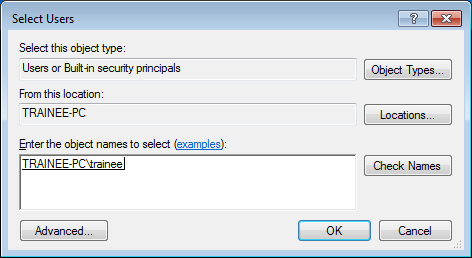 Select Users
?
Select this object type:
Users or Built-in security principals
Object Types...
From this location:
TRAINEE-PC
Locations...
Enter the object names to select (examples):
TRAINEE-PC\trainee
Check Names
Advanced...
OK
Cancel